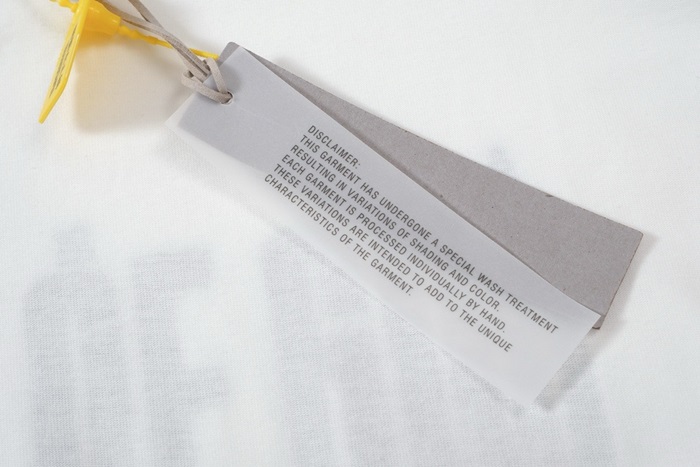 DISCLAIMER:
THIS GARMENT HAS UNDERGONE A SPECIAL WASH TREATMENT
RESULTING IN VARIATIONS OF SHADING AND COLOR.
EACH GARMENT IS PROCESSED INDIVIDUALLY BY HAND.
THESE VARIATIONS ARE INTENDED TO ADD TO THE UNIQUE
CHARACTERISTICS OF THE GARMENT.